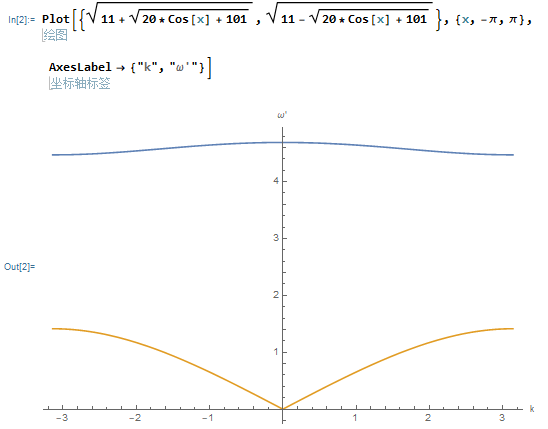 In[2]:= Plot[{√(11 + √(20 * Cos[x] + 101)), √(11 - √(20 * Cos[x] + 101))}, {x, -π, π},
绘图
AxesLabel → {"k", "ω'"}]
坐标轴标签
ω'
4
3
Out[2]=
2
1
-3 -2 -1 1 2 3 k